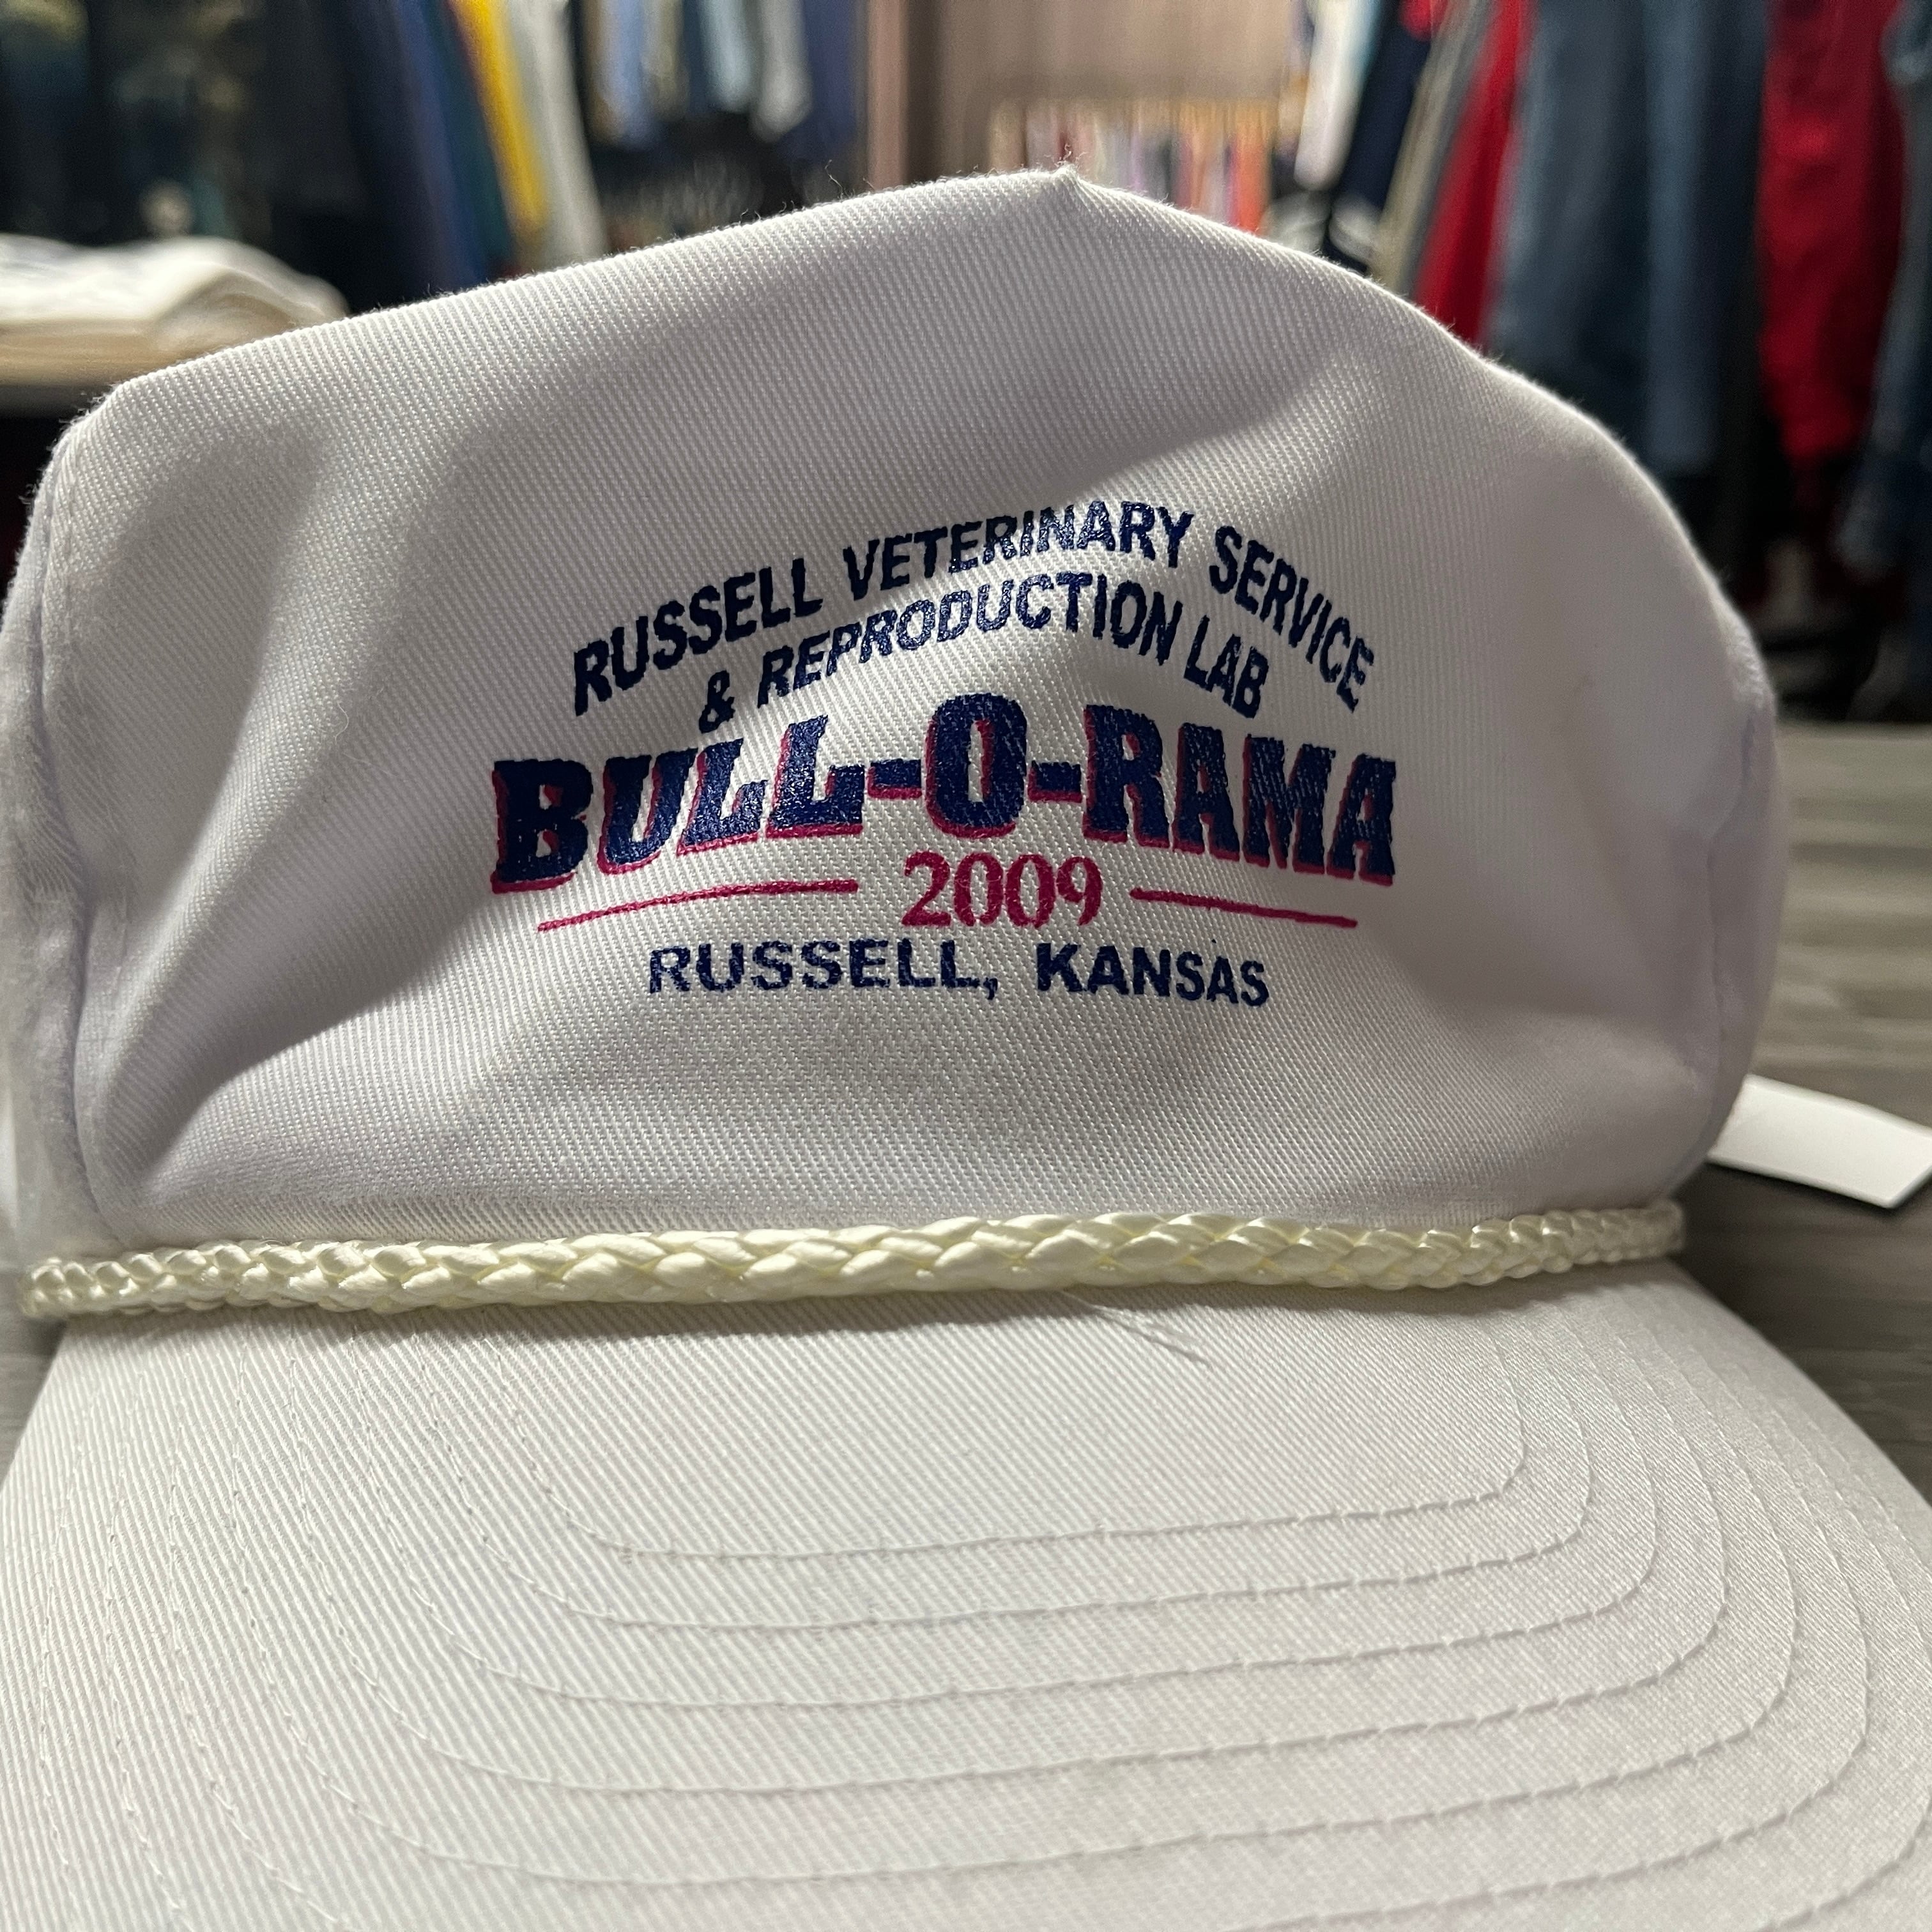 RUSSELL VETERINARY SERVICE
& REPRODUCTION LAB
BULL-O-RAMA
2009
RUSSELL, KANSAS